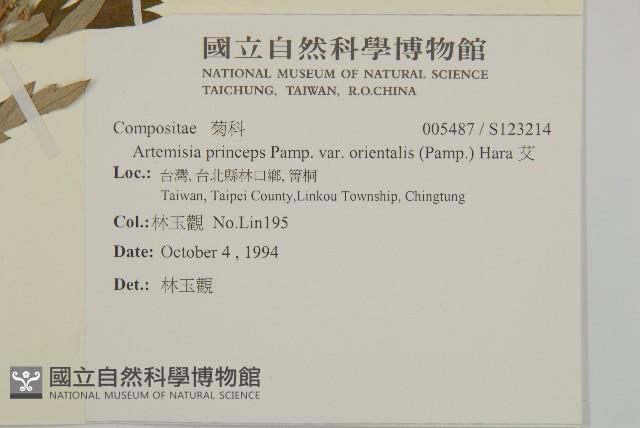 國立自然科學博物館
NATIONAL MUSEUM OF NATURAL SCIENCE
TAICHUNG, TAIWAN, R.O.CHINA
Compositae 菊科 005487 / S123214
Artemisia princeps Pamp. var. orientalis (Pamp.) Hara 艾
Loc.: 台灣, 台北縣林口鄉, 箐桐
Taiwan, Taipei County,Linkou Township, Chingtung
Col.: 林玉觀 No.Lin195
Date: October 4 , 1994
Det.: 林玉觀
國立自然科學博物館
NATIONAL MUSEUM OF NATURAL SCIENCE